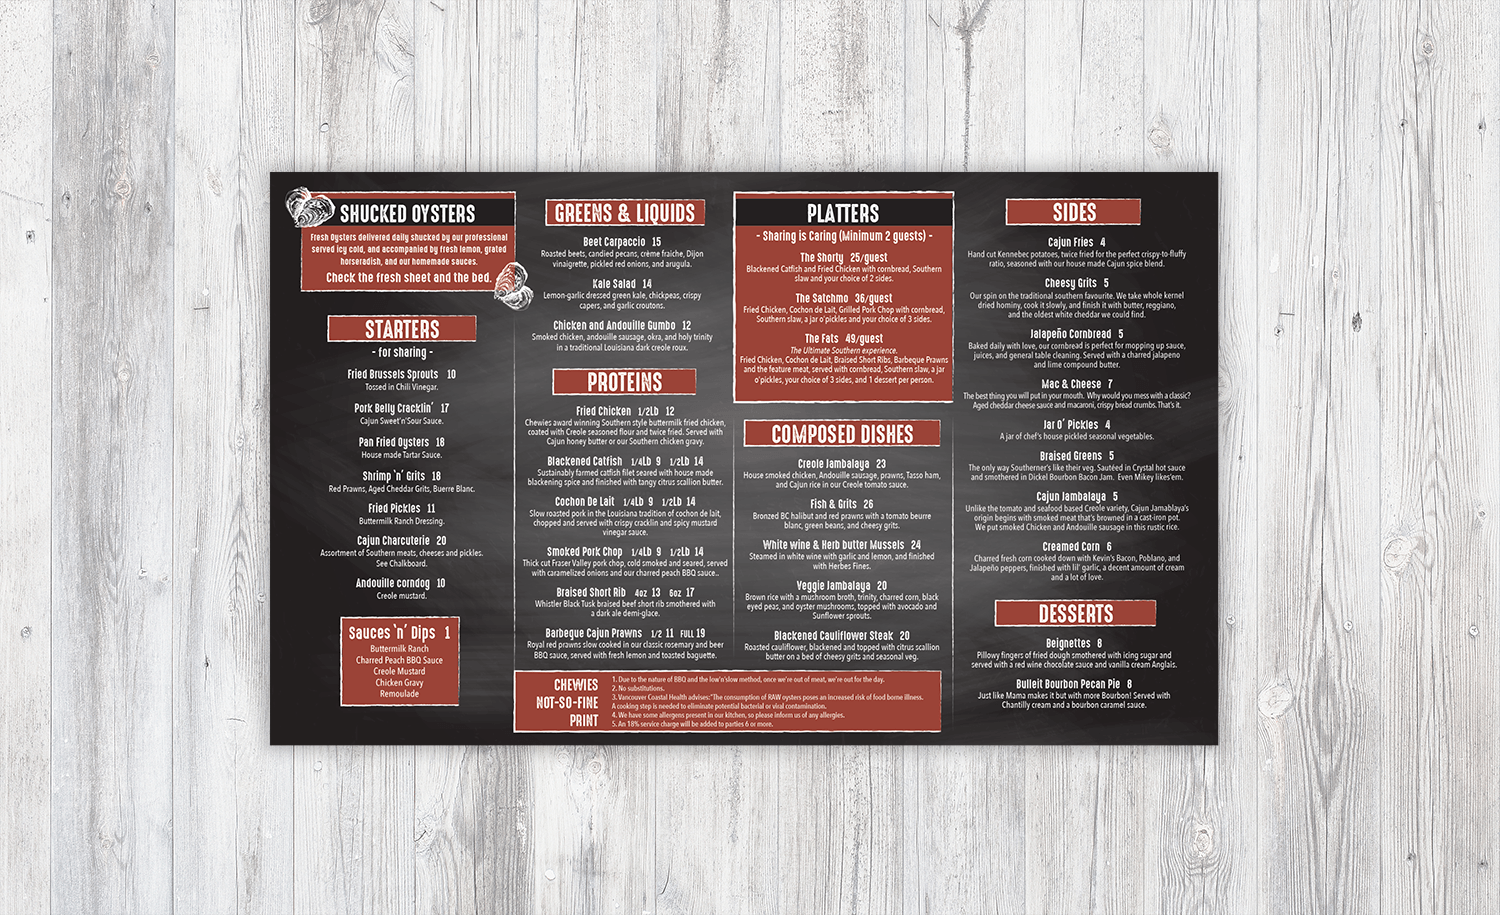 SHUCKED OYSTERS
Fresh Oysters delivered daily shucked by our professional
served icy cold, and accompanied by fresh lemon, grated
horseradish, and our homemade sauces.
Check the fresh sheet and the bed.
STARTERS
- for sharing -
Fried Brussels Sprouts 10
Tossed in Chili Vinegar.
Pork Belly Cracklin' 17
Cajun Sweet'n'Sour Sauce.
Pan Fried Oysters 18
House made Tartar Sauce.
Shrimp 'n' Grits 18
Red Prawns, Aged Cheddar Grits, Buerre Blanc.
Fried Pickles 11
Buttermilk Ranch Dressing.
Cajun Charcuterie 20
Assortment of Southern meats, cheeses and pickles.
See Chalkboard.
Andouille corndog 10
Creole mustard.
Sauces 'n' Dips 1
Buttermilk Ranch
Charred Peach BBQ Sauce
Creole Mustard
Chicken Gravy
Remoulade
GREENS & LIQUIDS
Beet Carpaccio 15
Roasted beets, candied pecans, crème fraiche, Dijon
vinaigrette, pickled red onions, and arugula.
Kale Salad 14
Lemon-garlic dressed green kale, chickpeas, crispy
capers, and garlic croutons.
Chicken and Andouille Gumbo 12
Smoked chicken, andouille sausage, okra, and holy trinity
in a traditional Louisiana dark creole roux.
PROTEINS
Fried Chicken 1/2Lb 12
Chewies award winning Southern style buttermilk fried chicken,
coated with Creole seasoned flour and twice fried. Served with
Cajun honey butter or our Southern chicken gravy.
Blackened Catfish 1/4Lb 9 1/2Lb 14
Sustainably farmed catfish filet seared with house made
blackening spice and finished with tangy citrus scallion butter.
Cochon De Lait 1/4Lb 9 1/2Lb 14
Slow roasted pork in the Louisiana tradition of cochon de lait,
chopped and served with crispy cracklin and spicy mustard
vinegar sauce.
Smoked Pork Chop 1/4Lb 9 1/2Lb 14
Thick cut Fraser Valley pork chop, cold smoked and seared, served
with caramelized onions and our charred peach BBQ sauce..
Braised Short Rib 4oz 13 6oz 17
Whistler Black Tusk braised beef short rib smothered with
a dark ale demi-glace.
Barbeque Cajun Prawns 1/2 11 FULL 19
Royal red prawns slow cooked in our classic rosemary and beer
BBQ sauce, served with fresh lemon and toasted baguette.
PLATTERS
- Sharing is Caring (Minimum 2 guests) -
The Shorty 25/guest
Blackened Catfish and Fried Chicken with cornbread, Southern
slaw and your choice of 2 sides.
The Satchmo 36/guest
Fried Chicken, Cochon de Lait, Grilled Pork Chop with cornbread,
Southern slaw, a jar o'pickles and your choice of 3 sides.
The Fats 49/guest
The Ultimate Southern experience.
Fried Chicken, Cochon de Lait, Braised Short Ribs, Barbeque Prawns
and the feature meat, served with cornbread, Southern slaw, a jar
o'pickles, your choice of 3 sides, and 1 dessert per person.
COMPOSED DISHES
Creole Jambalaya 23
House smoked chicken, Andouille sausage, prawns, Tasso ham,
and Cajun rice in our Creole tomato sauce.
Fish & Grits 26
Bronzed BC halibut and red prawns with a tomato beurre
blanc, green beans, and cheesy grits.
White wine & Herb butter Mussels 24
Steamed in white wine with garlic and lemon, and finished
with Herbes Fines.
Veggie Jambalaya 20
Brown rice with a mushroom broth, trinity, charred corn, black
eyed peas, and oyster mushrooms, topped with avocado and
Sunflower sprouts.
Blackened Cauliflower Steak 20
Roasted cauliflower, blackened and topped with citrus scallion
butter on a bed of cheesy grits and seasonal veg.
CHEWIES
NOT-SO-FINE
PRINT
1. Due to the nature of BBQ and the low'n'slow method, once we're out of meat, we're out for the day.
2. No substitutions.
3. Vancouver Coastal Health advises:"The consumption of RAW oysters poses an increased risk of food borne illness.
A cooking step is needed to eliminate potential bacterial or viral contamination.
4. We have some allergens present in our kitchen, so please inform us of any allergies.
5. An 18% service charge will be added to parties 6 or more.
SIDES
Cajun Fries 4
Hand cut Kennebec potatoes, twice fried for the perfect crispy-to-fluffy
ratio, seasoned with our house made Cajun spice blend.
Cheesy Grits 5
Our spin on the traditional southern favourite. We take whole kernel
dried hominy, cook it slowly, and finish it with butter, reggiano,
and the oldest white cheddar we could find.
Jalapeño Cornbread 5
Baked daily with love, our cornbread is perfect for mopping up sauce,
juices, and general table cleaning. Served with a charred jalapeno
and lime compound butter.
Mac & Cheese 7
The best thing you will put in your mouth. Why would you mess with a classic?
Aged cheddar cheese sauce and macaroni, crispy bread crumbs. That's it.
Jar O' Pickles 4
A jar of chef's house pickled seasonal vegetables.
Braised Greens 5
The only way Southerner's like their veg. Sautéed in Crystal hot sauce
and smothered in Dickel Bourbon Bacon Jam. Even Mikey likes'em.
Cajun Jambalaya 5
Unlike the tomato and seafood based Creole variety, Cajun Jamablaya's
origin begins with smoked meat that's browned in a cast-iron pot.
We put smoked Chicken and Andouille sausage in this rustic rice.
Creamed Corn 6
Charred fresh corn cooked down with Kevin's Bacon, Poblano, and
Jalapeño peppers, finished with lil' garlic, a decent amount of cream
and a lot of love.
DESSERTS
Beignettes 8
Pillowy fingers of fried dough smothered with icing sugar and
served with a red wine chocolate sauce and vanilla cream Anglais.
Bulleit Bourbon Pecan Pie 8
Just like Mama makes it but with more Bourbon! Served with
Chantilly cream and a bourbon caramel sauce.